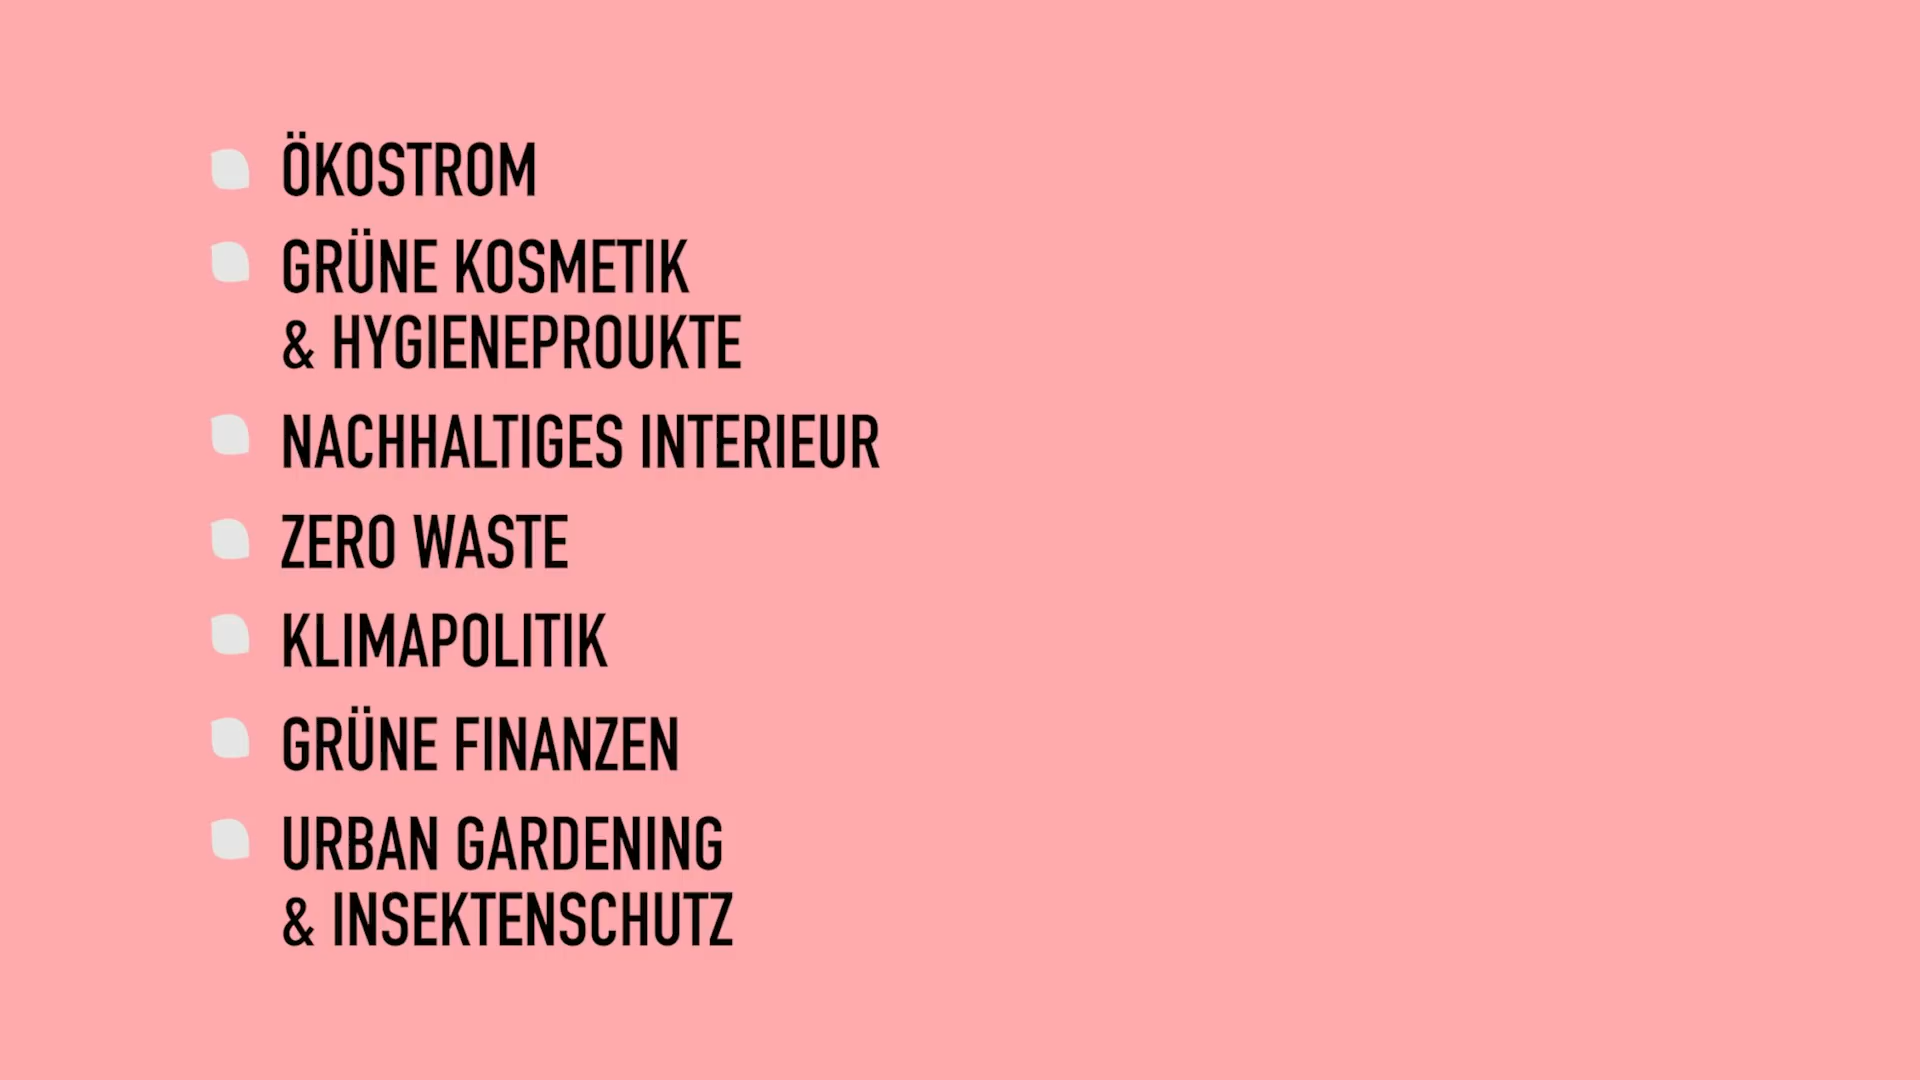 ÖKOSTROM
GRÜNE KOSMETIK
& HYGIENEPROUKTE
NACHHALTIGES INTERIEUR
ZERO WASTE
KLIMAPOLITIK
GRÜNE FINANZEN
URBAN GARDENING
& INSEKTENSCHUTZ